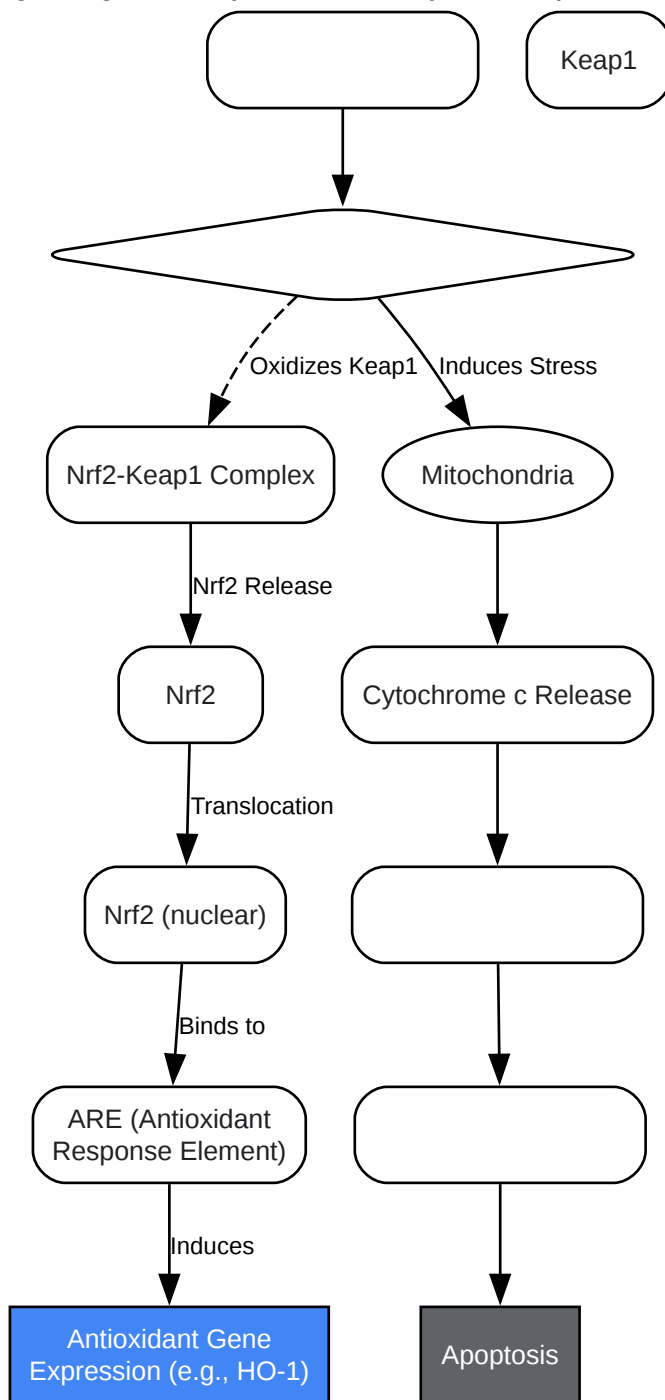 Keap1
Oxidizes Keap1
Induces Stress
Nrf2-Keap1 Complex
Mitochondria
Nrf2 Release
Nrf2
Cytochrome c Release
Translocation
Nrf2 (nuclear)
Binds to
ARE (Antioxidant
Response Element)
Induces
Antioxidant Gene
Expression (e.g., HO-1)
Apoptosis